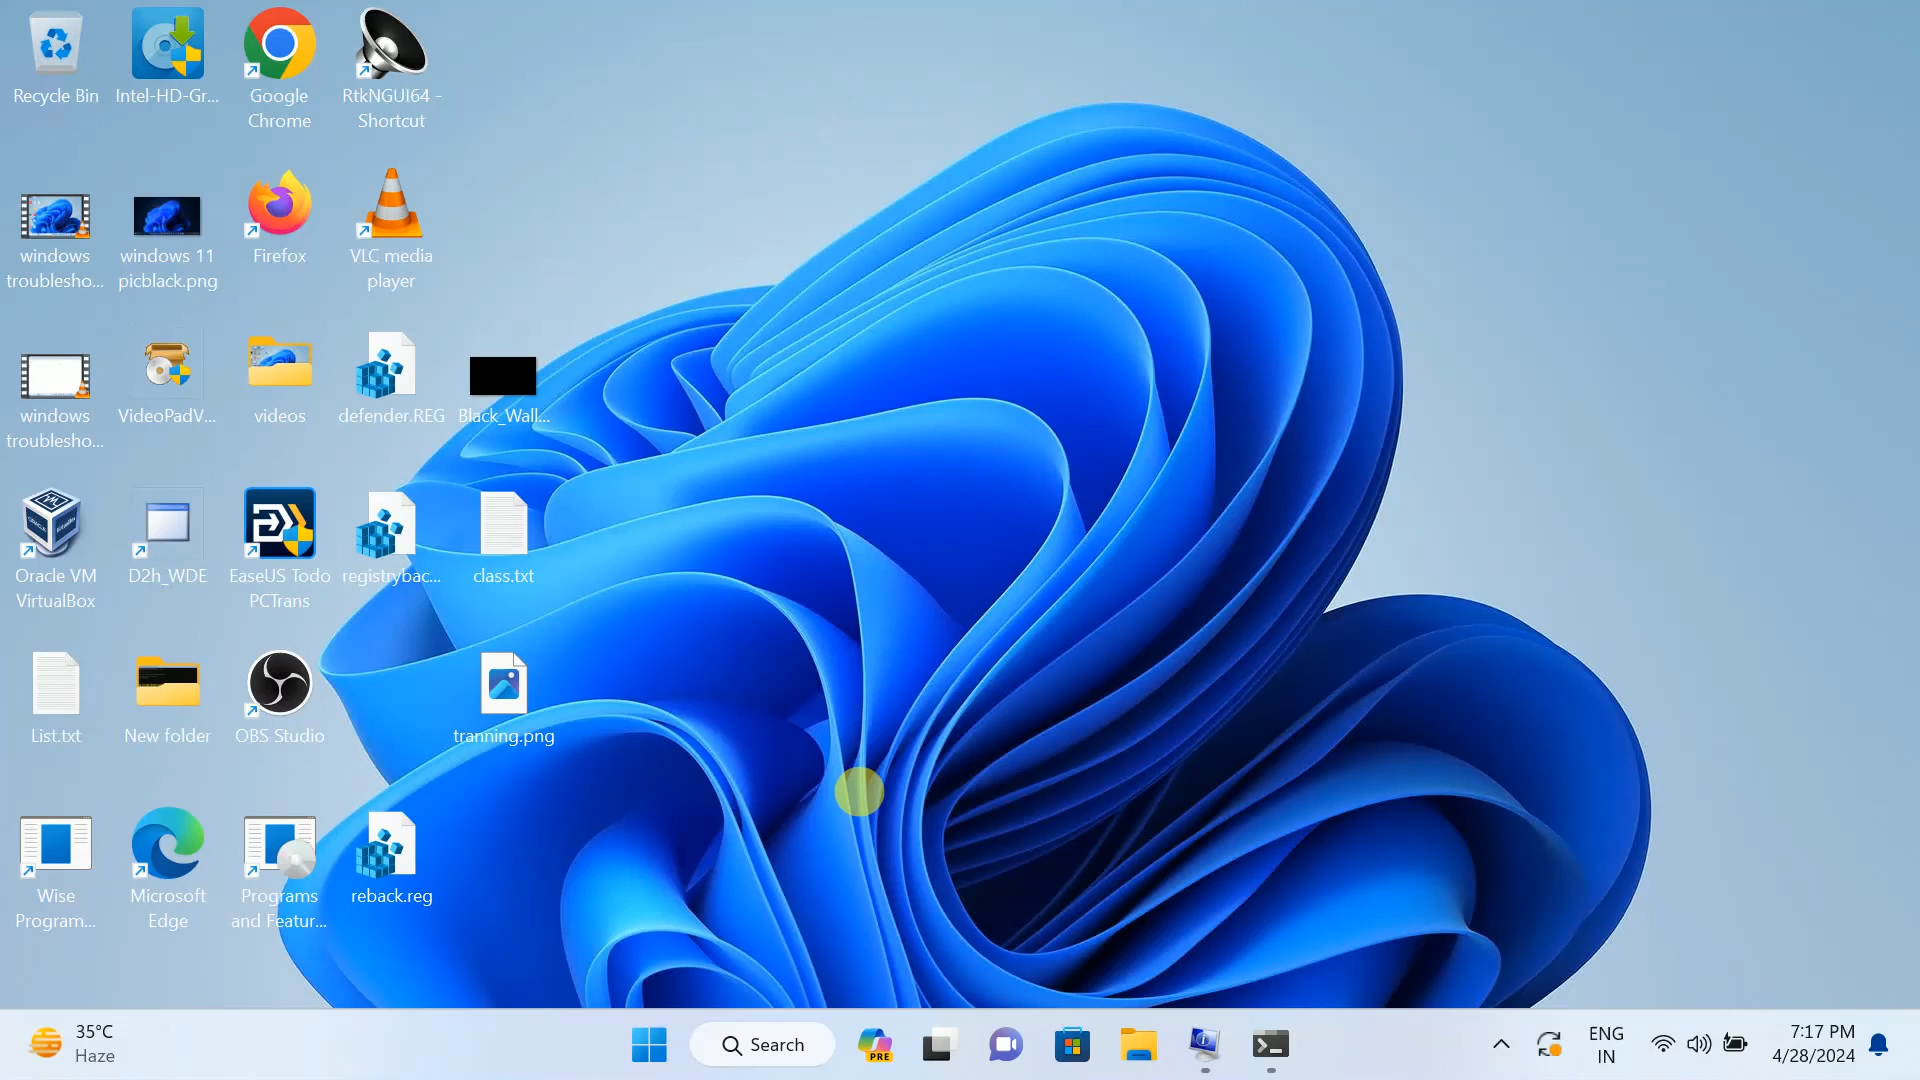 Recycle Bin
Intel-HD-Gr...
Google
Chrome
RtkNGUI64 -
Shortcut
windows
troublesho...
windows 11
picblack.png
Firefox
VLC media
player
windows
troublesho...
VideoPadV...
videos
defender.REG
Black_Wall...
Oracle VM
VirtualBox
D2h_WDE
EaseUS Todo
PCTrans
registrybac...
class.txt
List.txt
New folder
OBS Studio
tranning.png
Wise
Program...
Microsoft
Edge
Programs
and Featur...
reback.reg
35°C
Haze
Search
PRE
ENG
IN
7:17 PM
4/28/2024